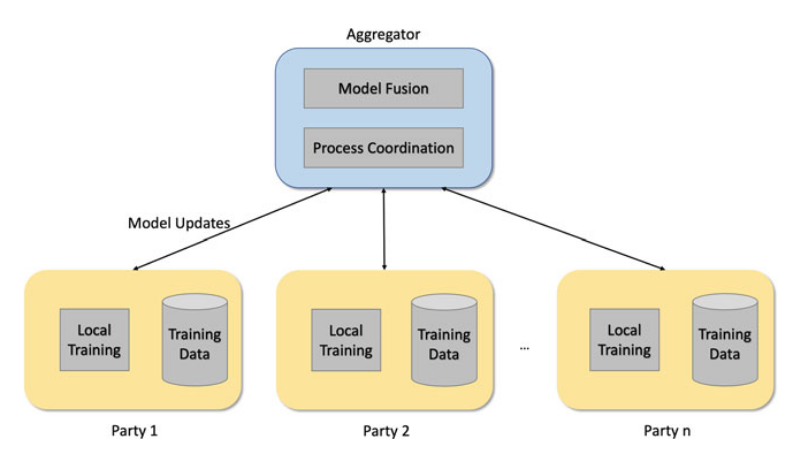 Aggregator
Model Fusion
Process Coordination
Model Updates
Local
Training
Training
Data
Local
Training
Training
Data
...
Local
Training
Training
Data
Party 1
Party 2
Party n